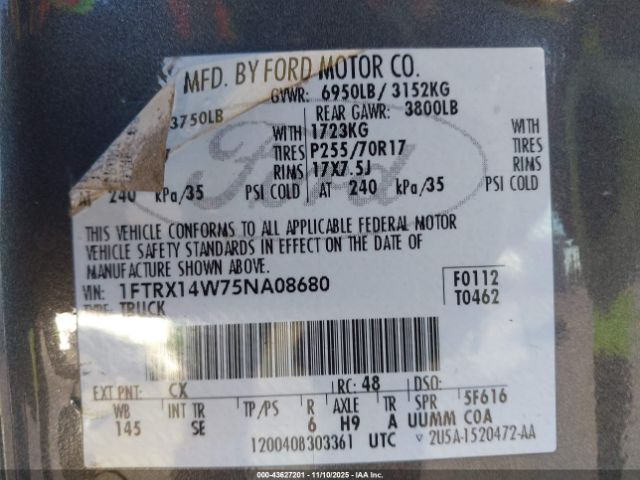 MFD. BY FORD MOTOR CO.
GVWR: 6950LB/ 3152KG
3750LB REAR GAWR: 3800LB
WITH 1723KG WITH
TIRES P255/70R17 TIRES
RIMS 17X7.5J RIMS
AT 240 kPa/35 PSI COLD AT 240 kPa/35 PSI COLD
Ford
THIS VEHICLE CONFORMS TO ALL APPLICABLE FEDERAL MOTOR
VEHICLE SAFETY STANDARDS IN EFFECT ON THE DATE OF
MANUFACTURE SHOWN ABOVE.
VIN: 1FTRX14W75NA08680 F0112
TYPE: TRUCK T0462
EXT PNT: CX RC: 48 DSO:
WB INT TR TP/PS R AXLE TR SPR 5F616
145 SE 6 H9 A UUMM COA
1200408303361 UTC 2U5A-1520472-AA
000-43627201 - 11/10/2025 - IAA Inc.